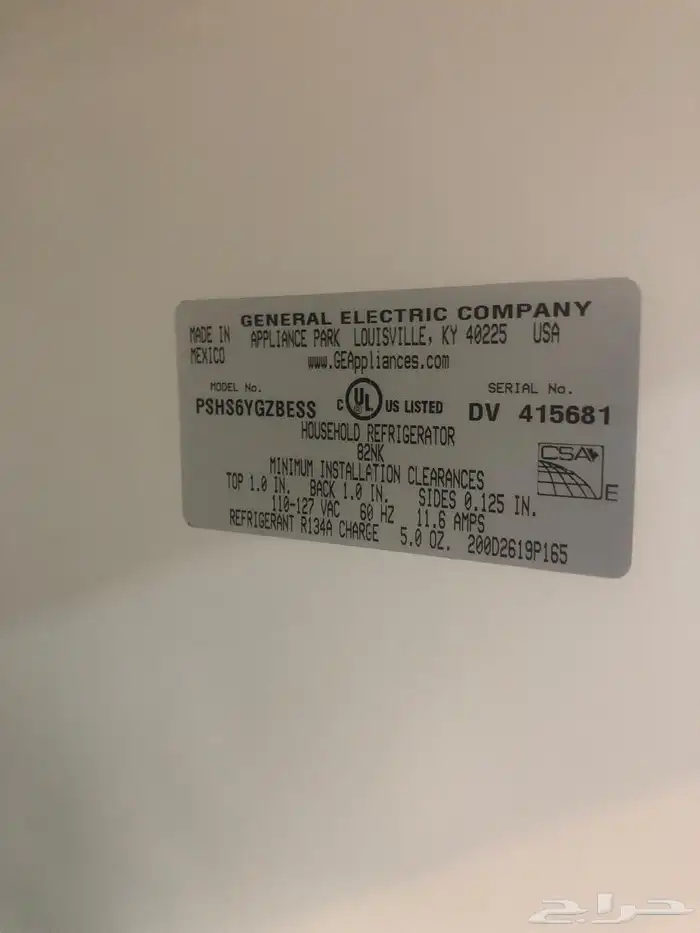 GENERAL ELECTRIC COMPANY
MADE IN MEXICO
APPLIANCE PARK LOUISVILLE, KY 40225 USA
www.GEAppliances.com
MODEL No.
PSHS6YGZBESS
C UL US LISTED
SERIAL No.
DV 415681
HOUSEHOLD REFRIGERATOR
82NK
MINIMUM INSTALLATION CLEARANCES
TOP 1.0 IN. BACK 1.0 IN. SIDES 0.125 IN.
110-127 VAC 60 HZ 11.6 AMPS
REFRIGERANT R134A CHARGE 5.0 OZ. 200D2619P165
CSA
E
حراج